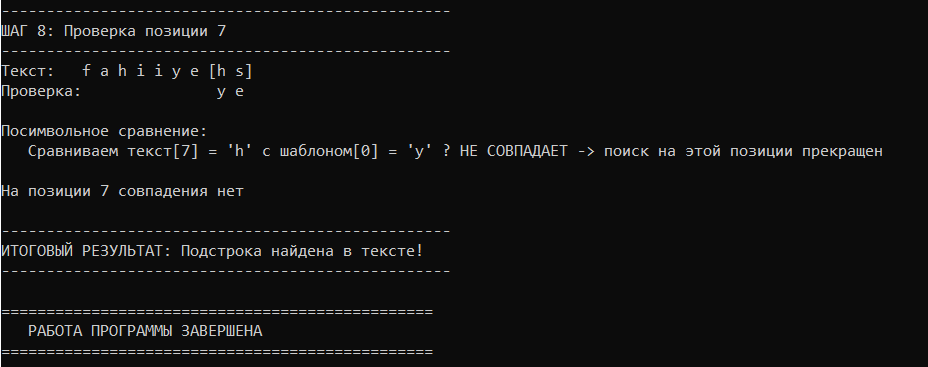 --------------------------------------------------
ШАГ 8: Проверка позиции 7
--------------------------------------------------
Текст:   f a h i i y e [h s]
Проверка:               y e
Посимвольное сравнение:
   Сравниваем текст[7] = 'h' с шаблоном[0] = 'y' ? НЕ СОВПАДАЕТ -> поиск на этой позиции прекращен
На позиции 7 совпадения нет
--------------------------------------------------
ИТОГОВЫЙ РЕЗУЛЬТАТ: Подстрока найдена в тексте!
--------------------------------------------------
================================================
   РАБОТА ПРОГРАММЫ ЗАВЕРШЕНА
================================================